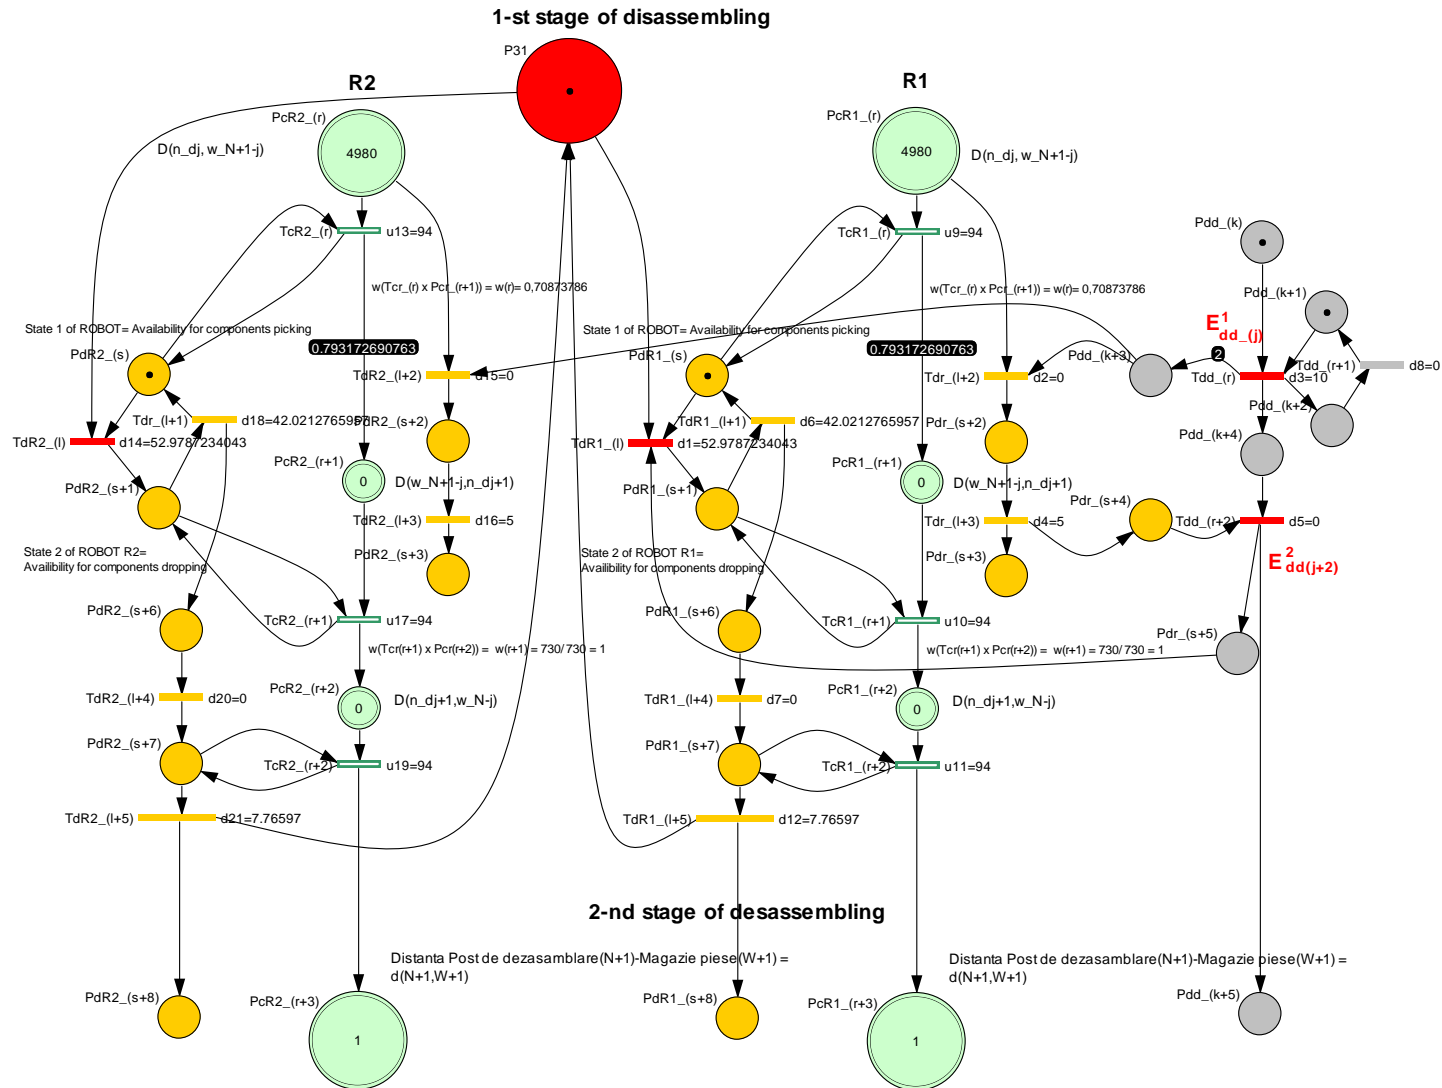 1-st stage of disassembling
P31
R2
R1
PcR2_(r)
4980
D(n_dj, w_N+1-j)
PcR1_(r)
4980
D(n_dj, w_N+1-j)
TcR2_(r)
u13=94
TcR1_(r)
u9=94
Pdd_(k)
w(Tcr_(r) x Pcr_(r+1)) = w(r)= 0,70873786
w(Tcr_(r) x Pcr_(r+1)) = w(r)= 0,70873786
Pdd_(k+1)
State 1 of ROBOT= Availability for components picking
State 1 of ROBOT= Availability for components picking
E1dd_(j)
0.793172690763
0.793172690763
PdR2_(s)
PdR1_(s)
Pdd_(k+3)
2
Tdd_(r+1)
d8=0
TdR2_(l+2)
d15=0
Tdr_(l+2)
d2=0
Tdd_(r)
d3=10
Pdd_(k+2)
Tdr_(l+1)
d18=42.0212765957
PdR2_(s+2)
TdR1_(l+1)
d6=42.0212765957
Pdr_(s+2)
TdR2_(l)
d14=52.9787234043
TdR1_(l)
d1=52.9787234043
Pdd_(k+4)
PcR2_(r+1)
0
PcR1_(r+1)
0
PdR2_(s+1)
D(w_N+1-j,n_dj+1)
PdR1_(s+1)
D(w_N+1-j,n_dj+1)
Pdr_(s+4)
TdR2_(l+3)
d16=5
Tdr_(l+3)
d4=5
Tdd_(r+2)
d5=0
State 2 of ROBOT R2=
Availibility for components dropping
PdR2_(s+3)
State 2 of ROBOT R1=
Availibility for components dropping
Pdr_(s+3)
E2dd(j+2)
PdR2_(s+6)
TcR2_(r+1)
u17=94
PdR1_(s+6)
TcR1_(r+1)
u10=94
Pdr_(s+5)
w(Tcr(r+1) x Pcr(r+2)) = w(r+1) = 730/730 = 1
w(Tcr(r+1) x Pcr(r+2)) = w(r+1) = 730/730 = 1
TdR2_(l+4)
d20=0
PcR2_(r+2)
0
D(n_dj+1,w_N-j)
TdR1_(l+4)
d7=0
PcR1_(r+2)
0
D(n_dj+1,w_N-j)
PdR2_(s+7)
TcR2_(r+2)
u19=94
PdR1_(s+7)
TcR1_(r+2)
u11=94
TdR2_(l+5)
d21=7.76597
TdR1_(l+5)
d12=7.76597
2-nd stage of desassembling
Distanta Post de dezasamblare(N+1)-Magazie piese(W+1) =
d(N+1,W+1)
Distanta Post de dezasamblare(N+1)-Magazie piese(W+1) =
d(N+1,W+1)
PdR2_(s+8)
PcR2_(r+3)
1
PdR1_(s+8)
PcR1_(r+3)
1
Pdd_(k+5)